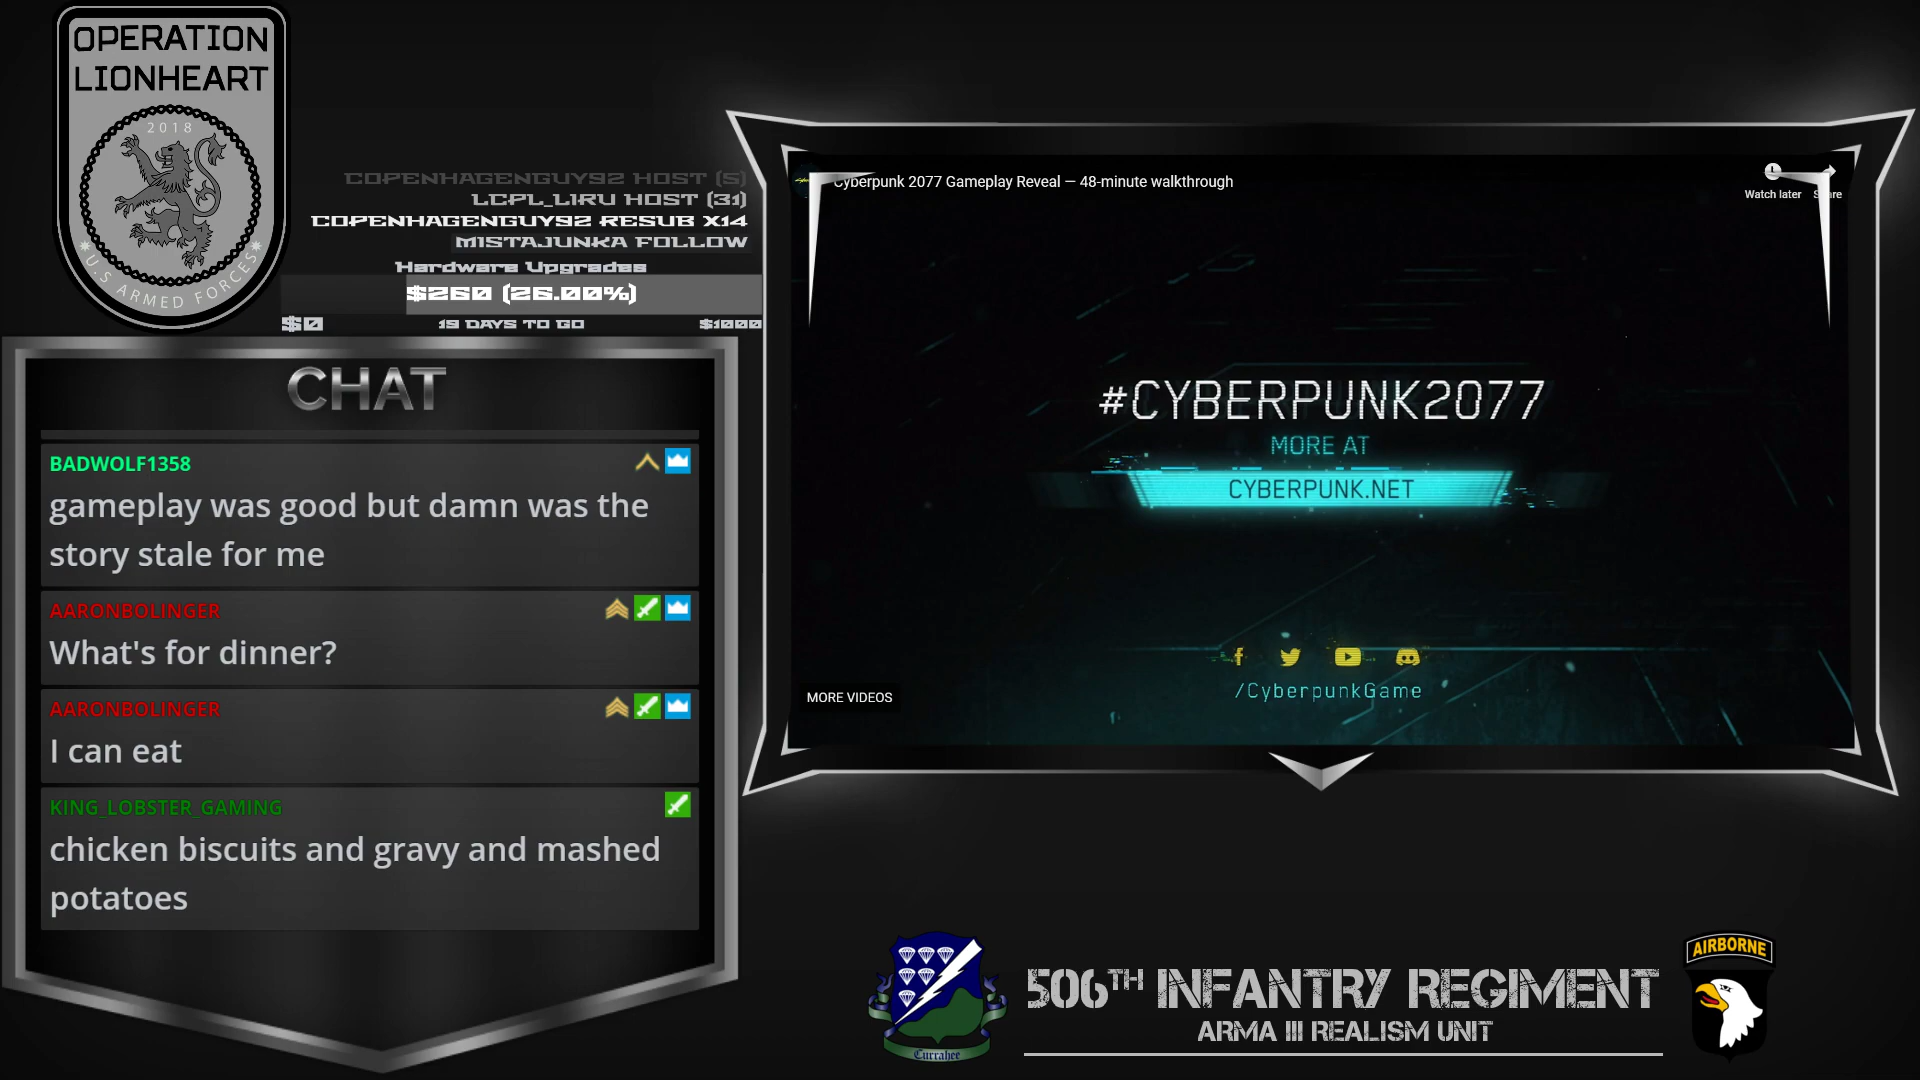 OPERATION
LIONHEART
2018
U.S ARMED FORCES
COPENHAGENGUY92 HOST (5)
LCPL_LIRU HOST (31)
COPENHAGENGUY92 RESUB X14
MISTAJUNKA FOLLOW
Hardware Upgrades
$260 (26.00%)
$0
19 DAYS TO GO
$1000
CHAT
BADWOLF1358
gameplay was good but damn was the
story stale for me
AARONBOLINGER
What's for dinner?
AARONBOLINGER
I can eat
KING_LOBSTER_GAMING
chicken biscuits and gravy and mashed
potatoes
Cyberpunk 2077 Gameplay Reveal — 48-minute walkthrough
Watch later
Share
#CYBERPUNK2077
MORE AT
CYBERPUNK.NET
/CyberpunkGame
MORE VIDEOS
Currahee
506TH INFANTRY REGIMENT
ARMA III REALISM UNIT
AIRBORNE